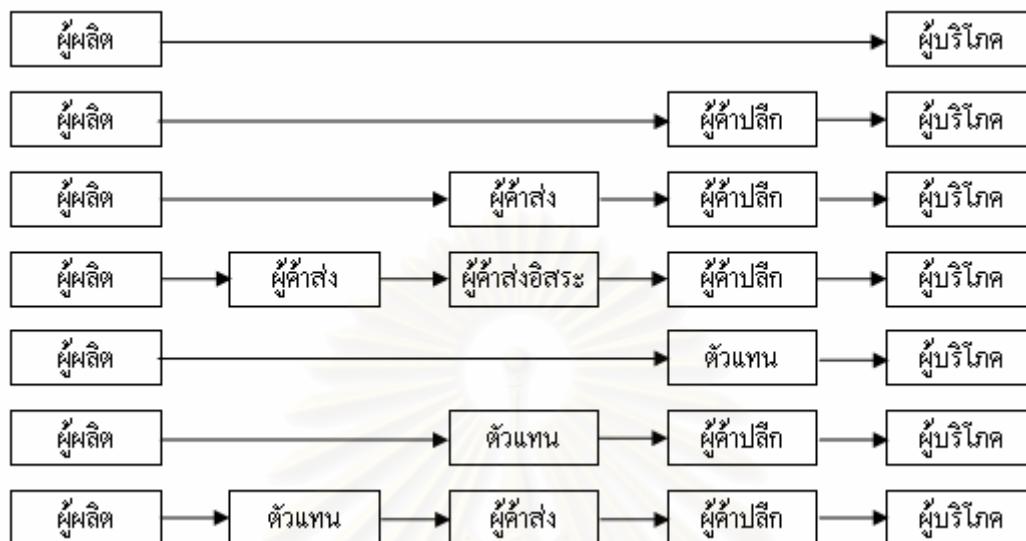 ผู้ผลิต ผู้บริโภค
ผู้ผลิต ผู้ค้าปลีก ผู้บริโภค
ผู้ผลิต ผู้ค้าส่ง ผู้ค้าปลีก ผู้บริโภค
ผู้ผลิต ผู้ค้าส่ง ผู้ค้าส่งอิสระ ผู้ค้าปลีก ผู้บริโภค
ผู้ผลิต ตัวแทน ผู้บริโภค
ผู้ผลิต ตัวแทน ผู้ค้าปลีก ผู้บริโภค
ผู้ผลิต ตัวแทน ผู้ค้าส่ง ผู้ค้าปลีก ผู้บริโภค